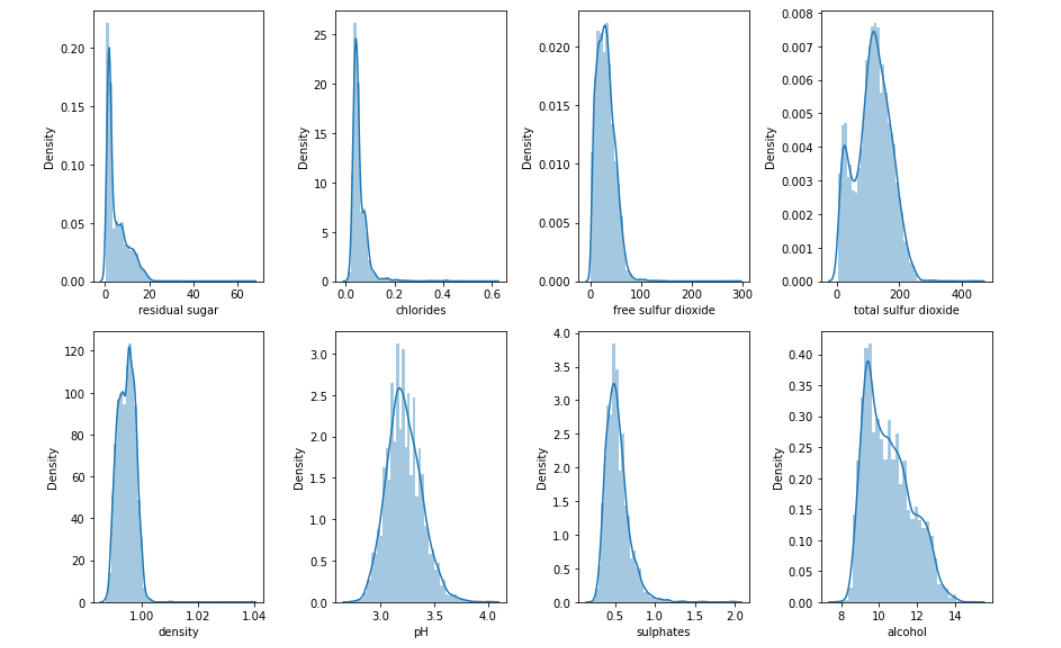 0.20
0.15
0.10
0.05
0.00
Density
0 20 40 60
residual sugar
25
20
15
10
5
0
Density
0.0 0.2 0.4 0.6
chlorides
0.020
0.015
0.010
0.005
0.000
Density
0 100 200 300
free sulfur dioxide
0.008
0.007
0.006
0.005
0.004
0.003
0.002
0.001
0.000
Density
0 200 400
total sulfur dioxide
120
100
80
60
40
20
0
Density
1.00 1.02 1.04
density
3.0
2.5
2.0
1.5
1.0
0.5
0.0
Density
3.0 3.5 4.0
pH
4.0
3.5
3.0
2.5
2.0
1.5
1.0
0.5
0.0
Density
0.5 1.0 1.5 2.0
sulphates
0.40
0.35
0.30
0.25
0.20
0.15
0.10
0.05
0.00
Density
8 10 12 14
alcohol